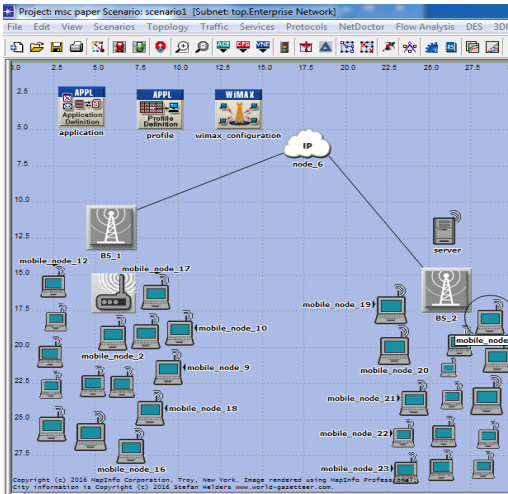 Project: msc paper Scenario: scenario1 [Subnet: top.Enterprise Network]
File Edit View Scenarios Topology Traffic Services Protocols NetDoctor Flow Analysis DES 3DN
ACE CFG VNE
0.0 2.5 5.0 7.5 10.0 12.5 15.0 17.5 20.0 22.5 25.0 27.5
2.5
APPL
Application
Definition
application
APPL
Profile
Definition
profile
WiMAX
wimax_configuration
5.0
IP
node_6
7.5
10.0
12.5
BS_1
server
mobile_node_12
mobile_node_17
15.0
BS_2
17.5
mobile_node_19
mobile_node_10
mobile_node
20.0
mobile_node_2
mobile_node_9
mobile_node_20
22.5
mobile_node_18
mobile_node_21
25.0
mobile_node_22
27.5
mobile_node_16
mobile_node_23
Copyright (c) 2016 MapInfo Corporation, Troy, New York. Image rendered using MapInfo Professional
City information is Copyright (c) 2016 Stefan Helders www.world-gazetteer.com.